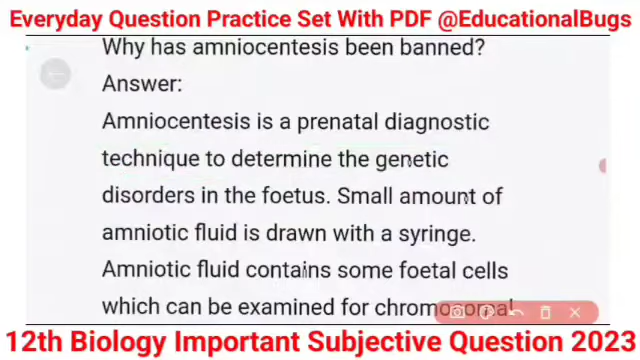 Everyday Question Practice Set With PDF @EducationalBugs
Why has amniocentesis been banned?
Answer:
Amniocentesis is a prenatal diagnostic
technique to determine the genetic
disorders in the foetus. Small amount of
amniotic fluid is drawn with a syringe.
Amniotic fluid contains some foetal cells
which can be examined for chromosomal
12th Biology Important Subjective Question 2023